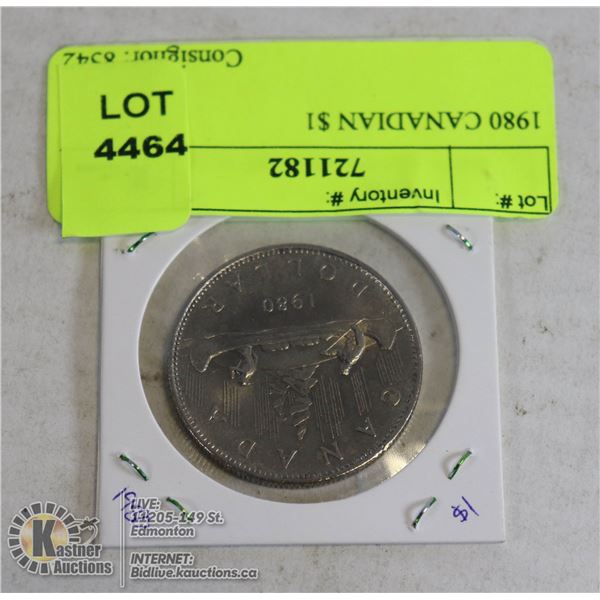 LOT
4464
Consignor: 8342
1980 CANADIAN $1
721182
Inventory #:
Lot #:
DOLLAR
1980
CANADA
$1
Kastner
Auctions
LIVE:
11205-149 St.
Edmonton
INTERNET:
Bidlive.kauctions.ca